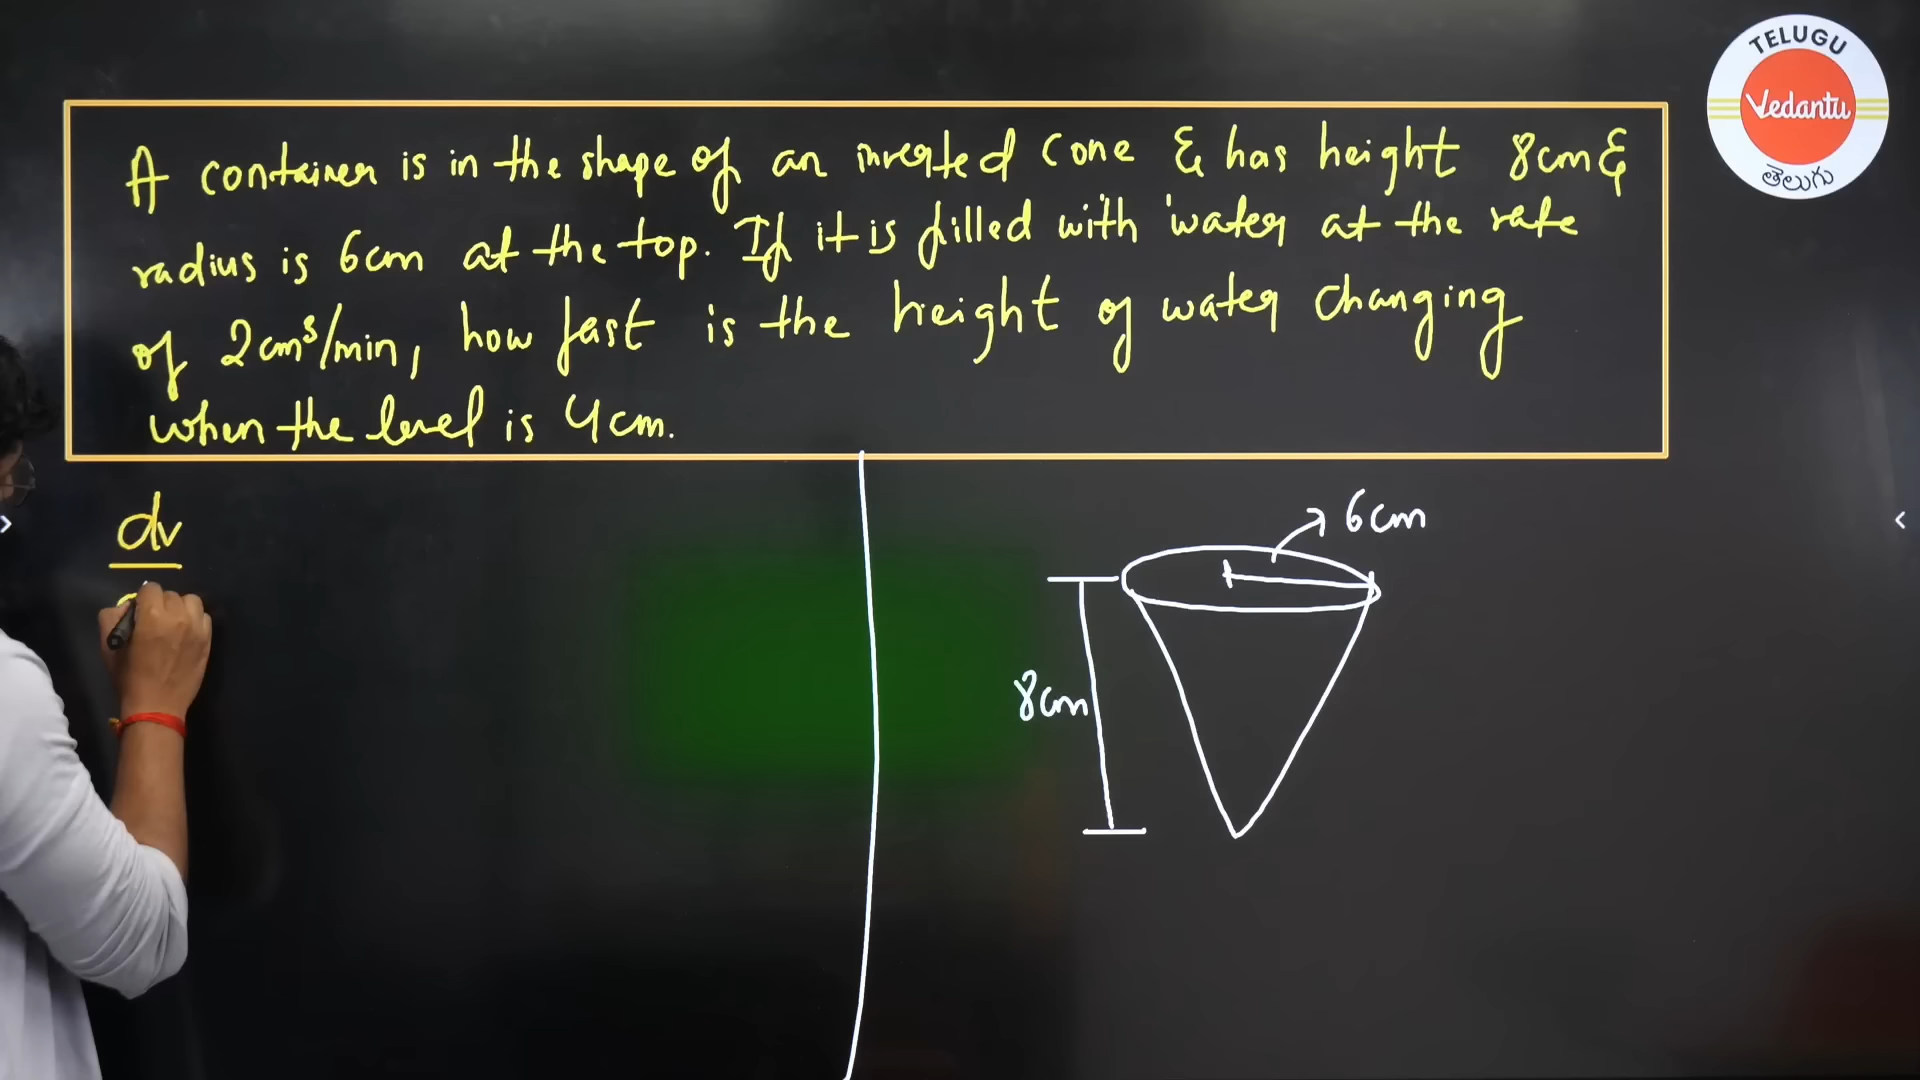 TELUGU
Vedantu
తెలుగు
A container is in the shape of an inverted cone & has height 8cm &
radius is 6cm at the top. If it is filled with water at the rate
of 2cm³/min, how fast is the height of water changing
when the level is 4cm.
dv
6cm
8cm